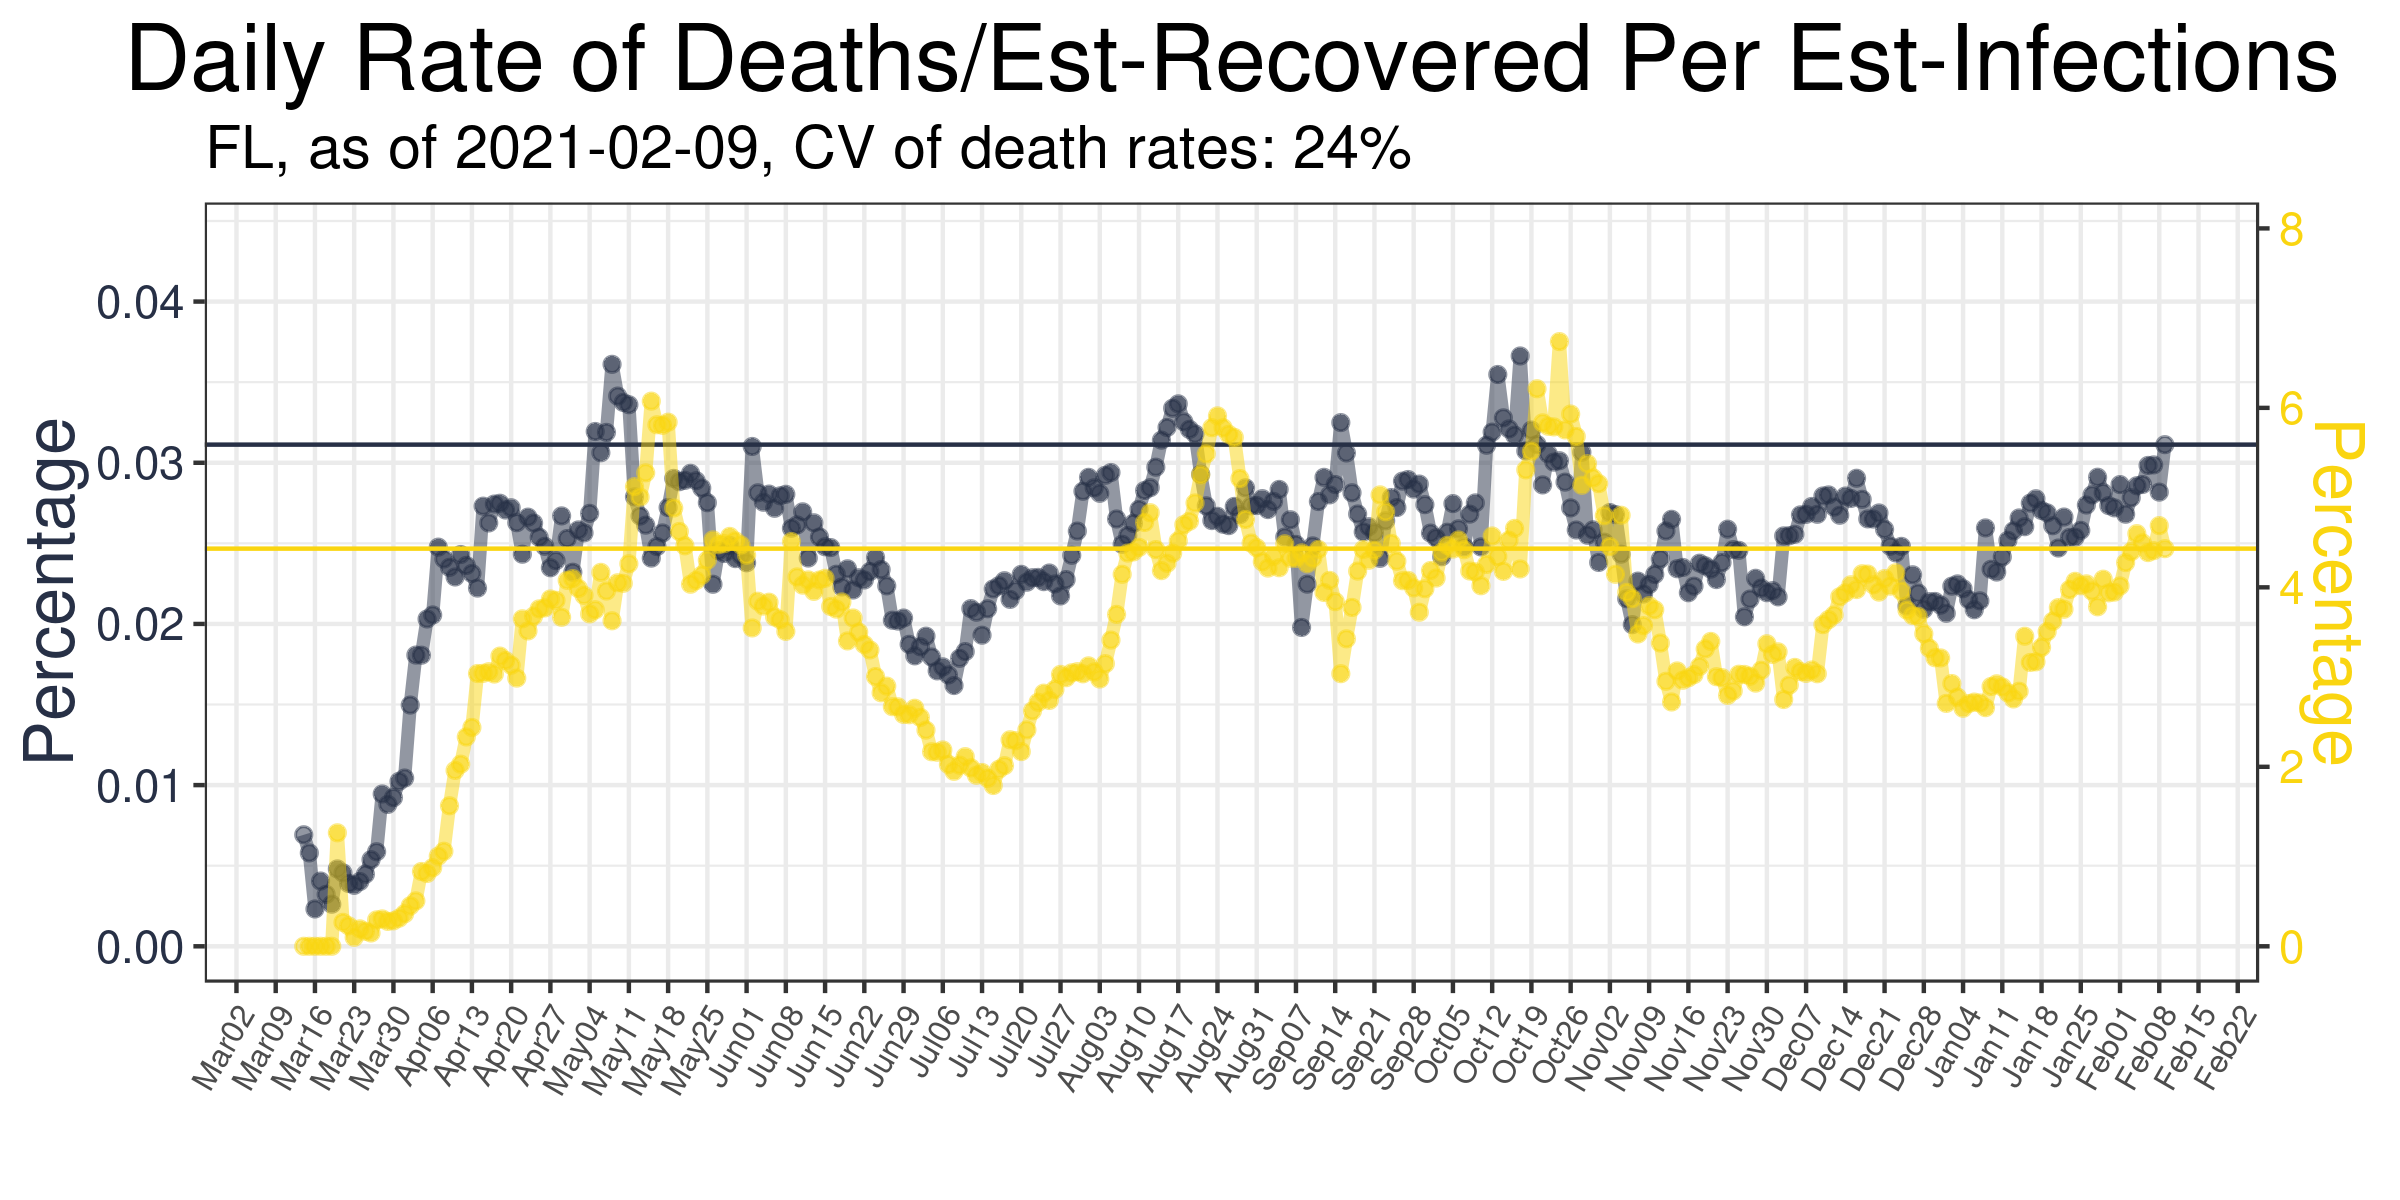 Daily Rate of Deaths/Est-Recovered Per Est-Infections
FL, as of 2021-02-09, CV of death rates: 24%
Percentage
0.04
0.03
0.02
0.01
0.00
8
6
4
2
0
Percentage
Mar02
Mar09
Mar16
Mar23
Mar30
Apr06
Apr13
Apr20
Apr27
May04
May11
May18
May25
Jun01
Jun08
Jun15
Jun22
Jun29
Jul06
Jul13
Jul20
Jul27
Aug03
Aug10
Aug17
Aug24
Aug31
Sep07
Sep14
Sep21
Sep28
Oct05
Oct12
Oct19
Oct26
Nov02
Nov09
Nov16
Nov23
Nov30
Dec07
Dec14
Dec21
Dec28
Jan04
Jan11
Jan18
Jan25
Feb01
Feb08
Feb15
Feb22